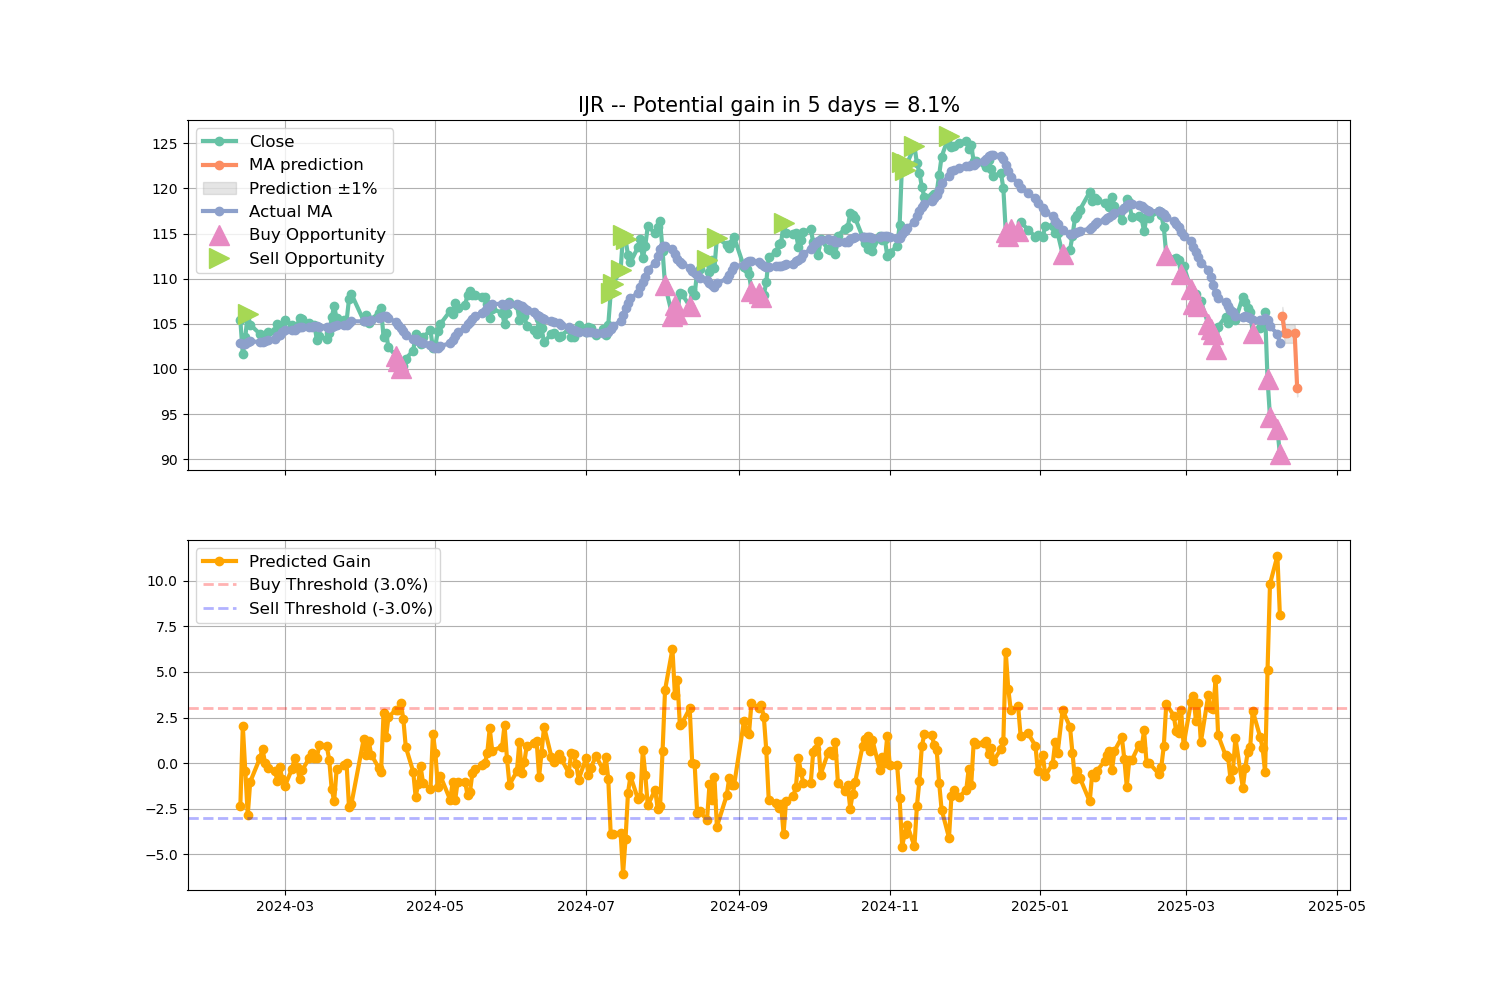 IJR -- Potential gain in 5 days = 8.1%
Close
MA prediction
Prediction ±1%
Actual MA
Buy Opportunity
Sell Opportunity
125
120
115
110
105
100
95
90
Predicted Gain
Buy Threshold (3.0%)
Sell Threshold (-3.0%)
10.0
7.5
5.0
2.5
0.0
−2.5
−5.0
2024-03 2024-05 2024-07 2024-09 2024-11 2025-01 2025-03 2025-05